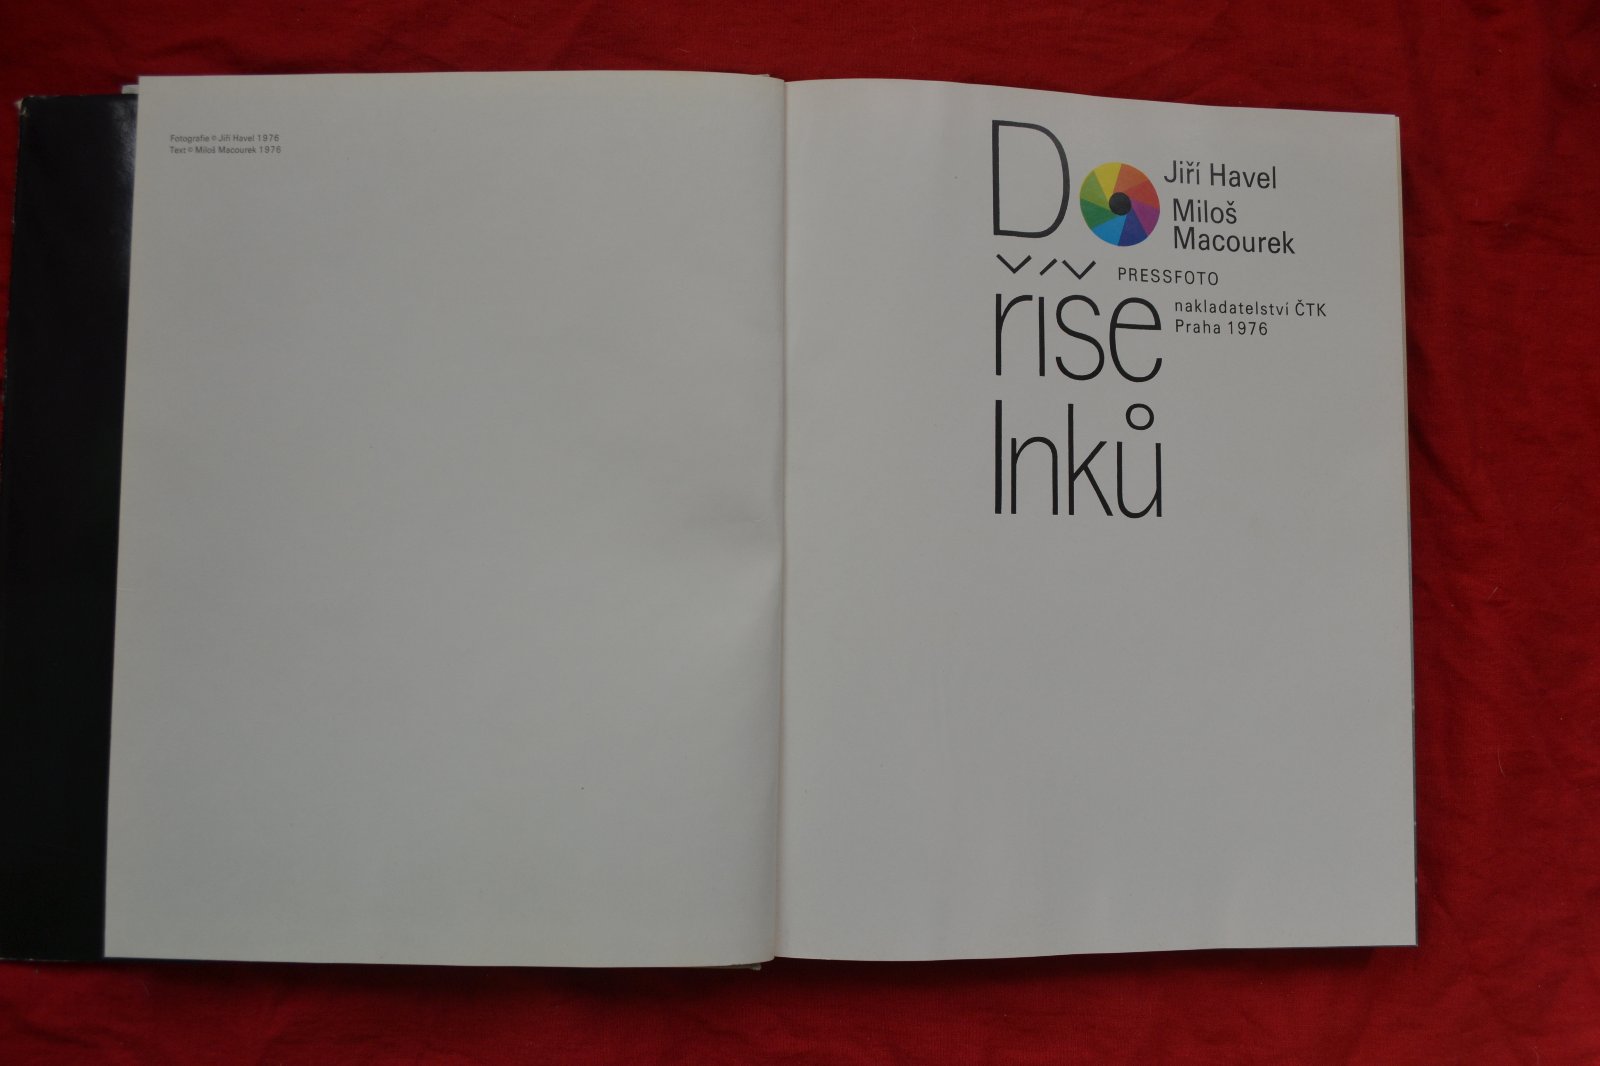 Fotografie © Jiří Havel 1976
Text © Miloš Macourek 1976
Do
říše
Inků
Jiří Havel
Miloš
Macourek
PRESSFOTO
nakladatelství ČTK
Praha 1976